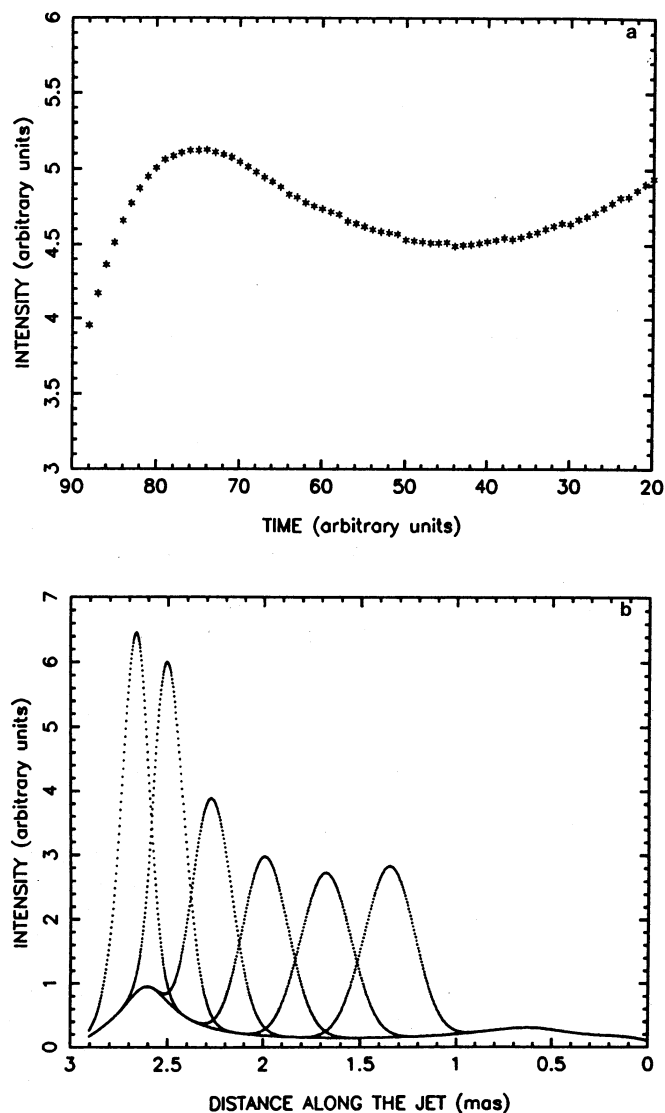 a
6
5.5
5
4.5
4
3.5
3
INTENSITY (arbitrary units)
90 80 70 60 50 40 30 20
TIME (arbitrary units)
b
7
6
5
4
3
2
1
0
INTENSITY (arbitrary units)
3 2.5 2 1.5 1 0.5 0
DISTANCE ALONG THE JET (mas)